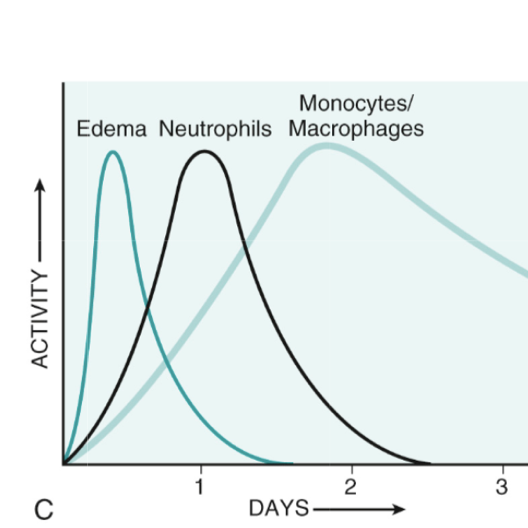 Monocytes/
Edema Neutrophils Macrophages
ACTIVITY
1 2 3
C DAYS